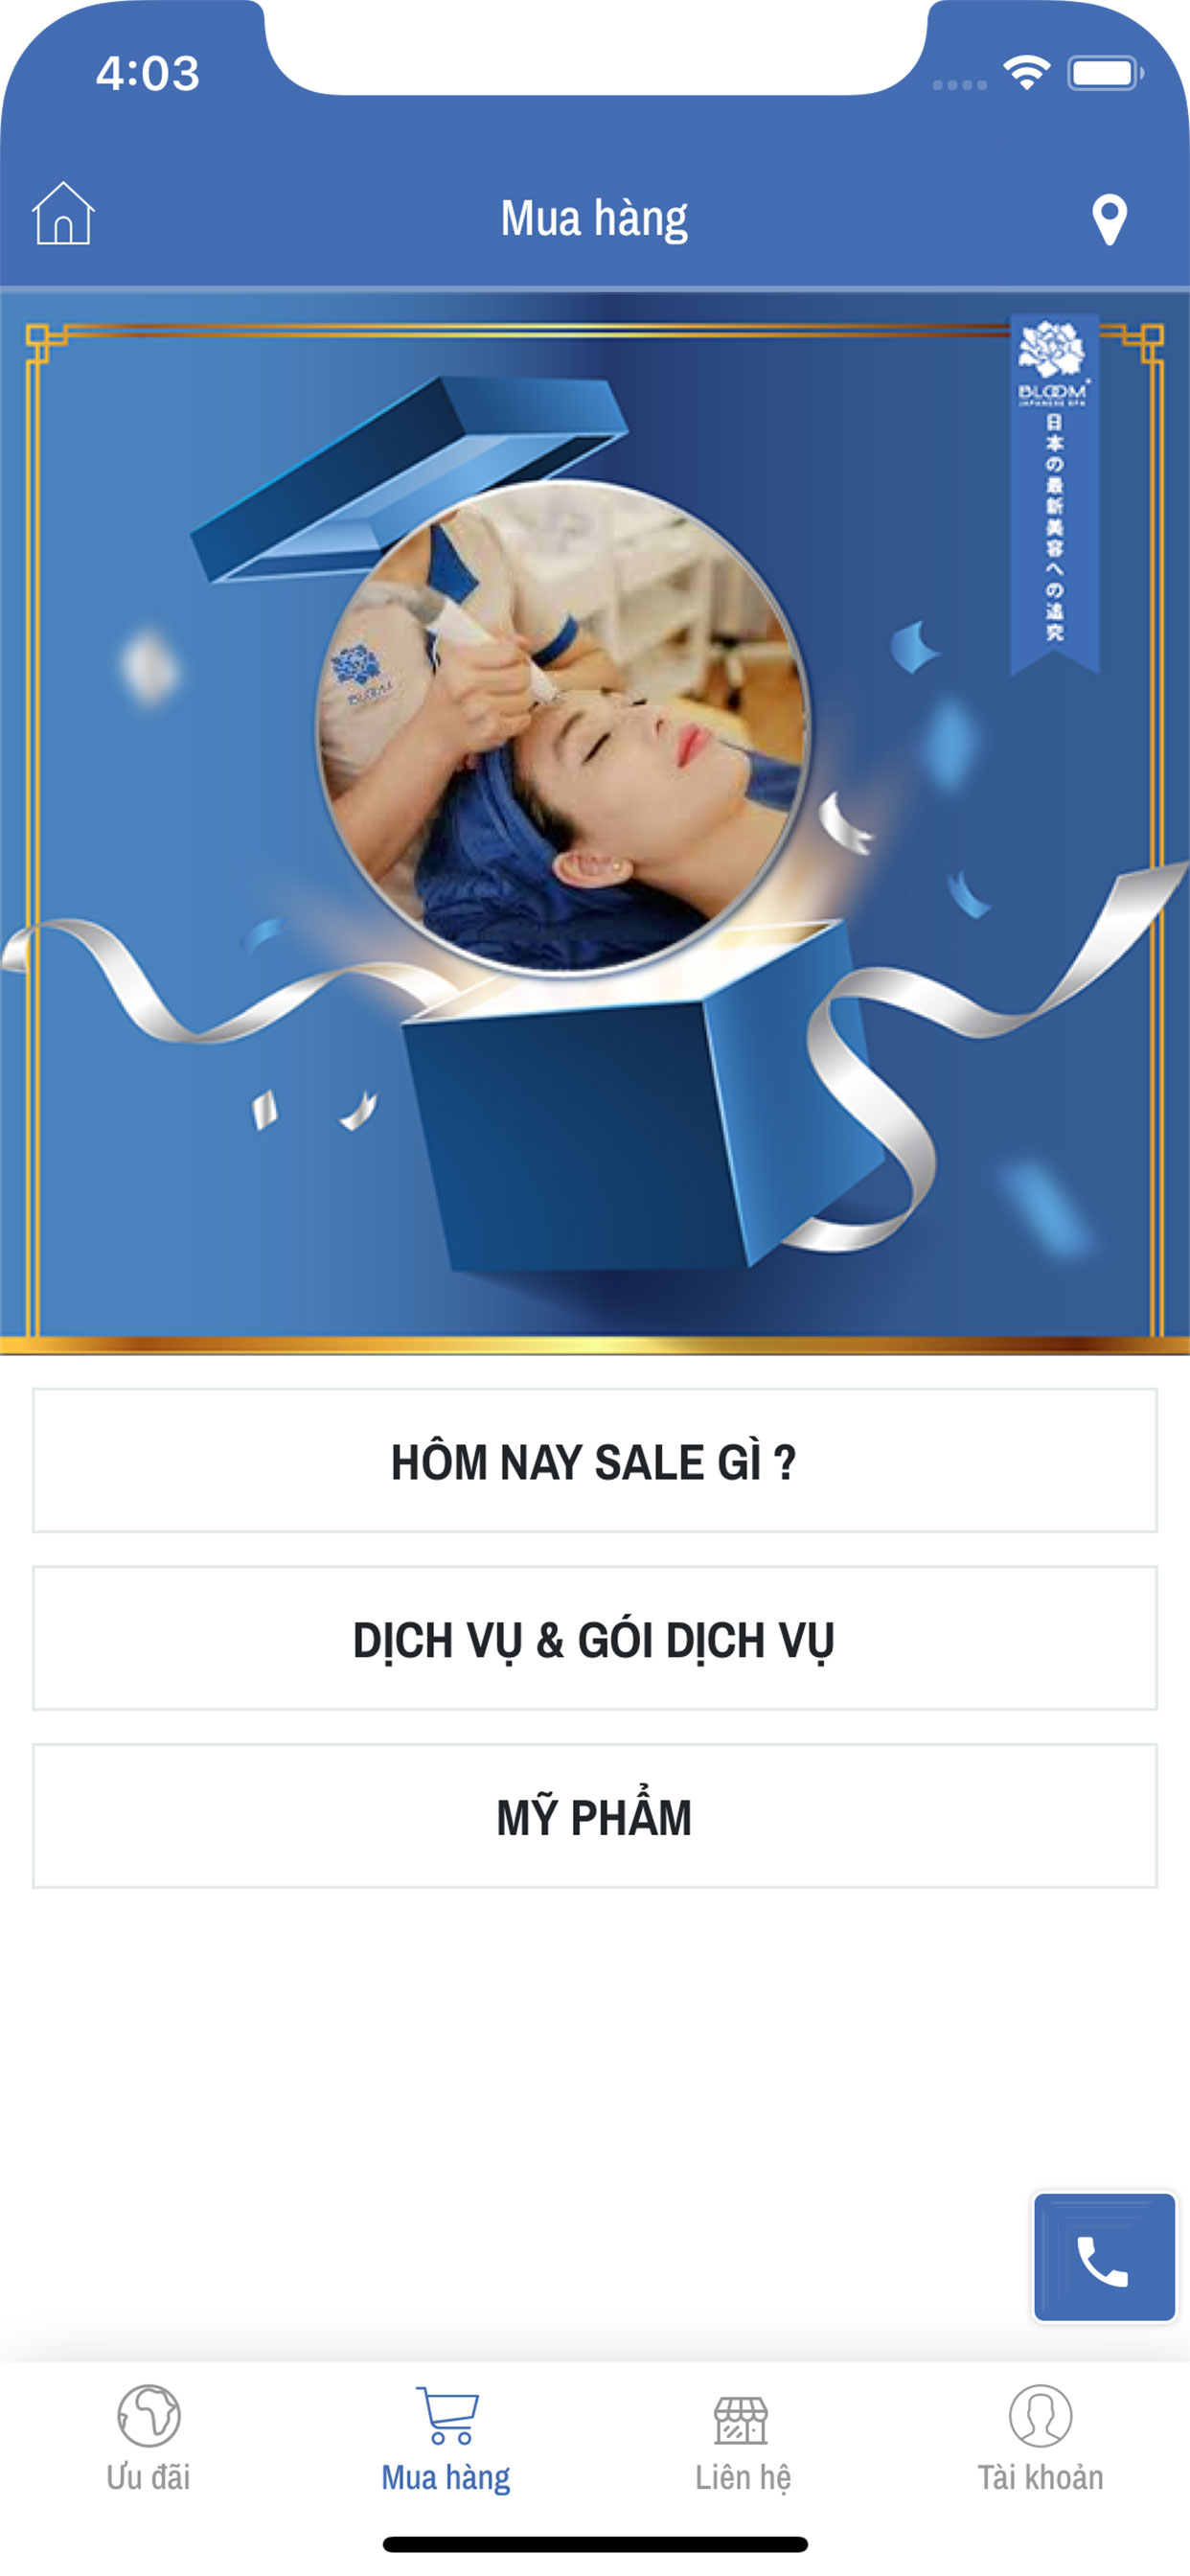 4:03
Mua hàng
BLOOM
JAPANESE SPA
日本の最新美容への追究
BLOOM
HÔM NAY SALE GÌ ?
DỊCH VỤ & GÓI DỊCH VỤ
MỸ PHẨM
Ưu đãi
Mua hàng
Liên hệ
Tài khoản